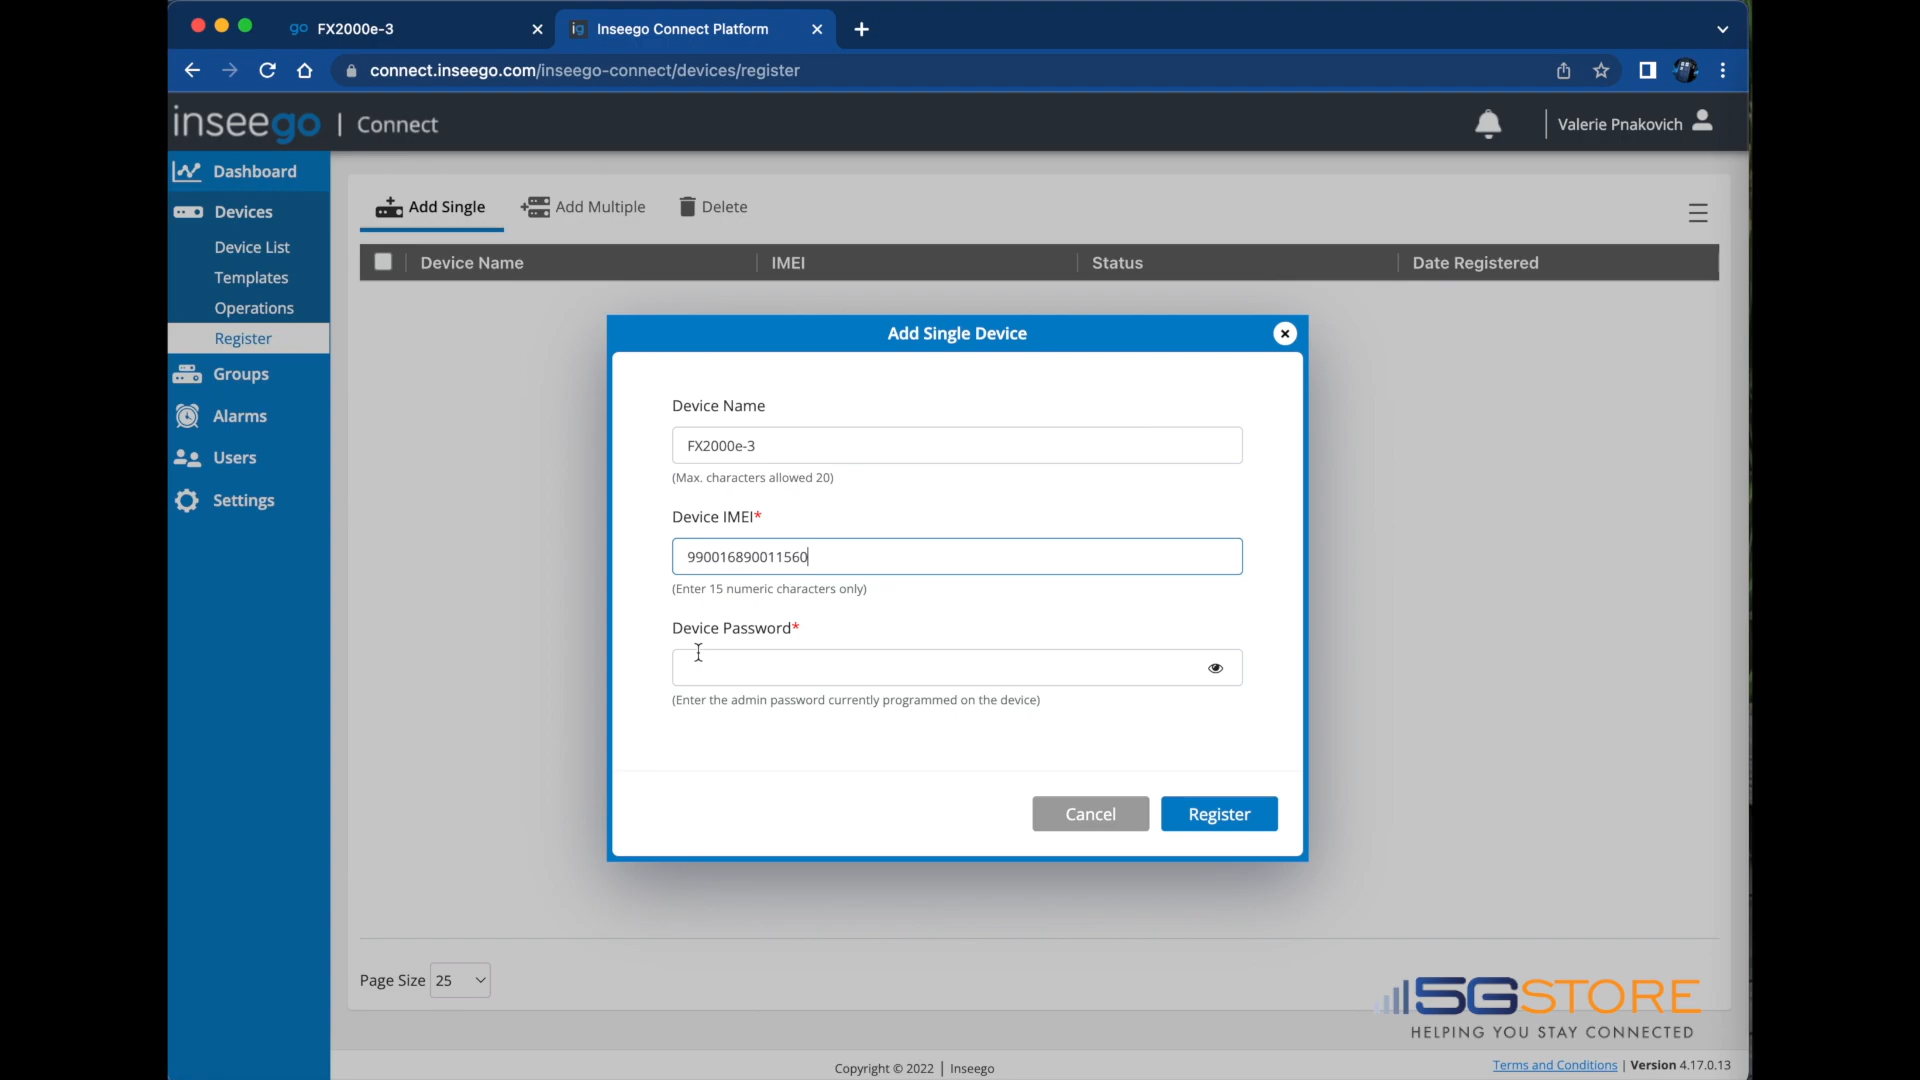 go FX2000e-3
ig Inseego Connect Platform
connect.inseego.com/inseego-connect/devices/register
inseego | Connect
Valerie Pnakovich
Dashboard
Devices
Device List
Templates
Operations
Register
Groups
Alarms
Users
Settings
Add Single
Add Multiple
Delete
Device Name
IMEI
Status
Date Registered
Add Single Device
Device Name
FX2000e-3
(Max. characters allowed 20)
Device IMEI*
990016890011560
(Enter 15 numeric characters only)
Device Password*
(Enter the admin password currently programmed on the device)
Cancel
Register
Page Size 25
5GSTORE
HELPING YOU STAY CONNECTED
Copyright © 2022 | Inseego
Terms and Conditions | Version 4.17.0.13